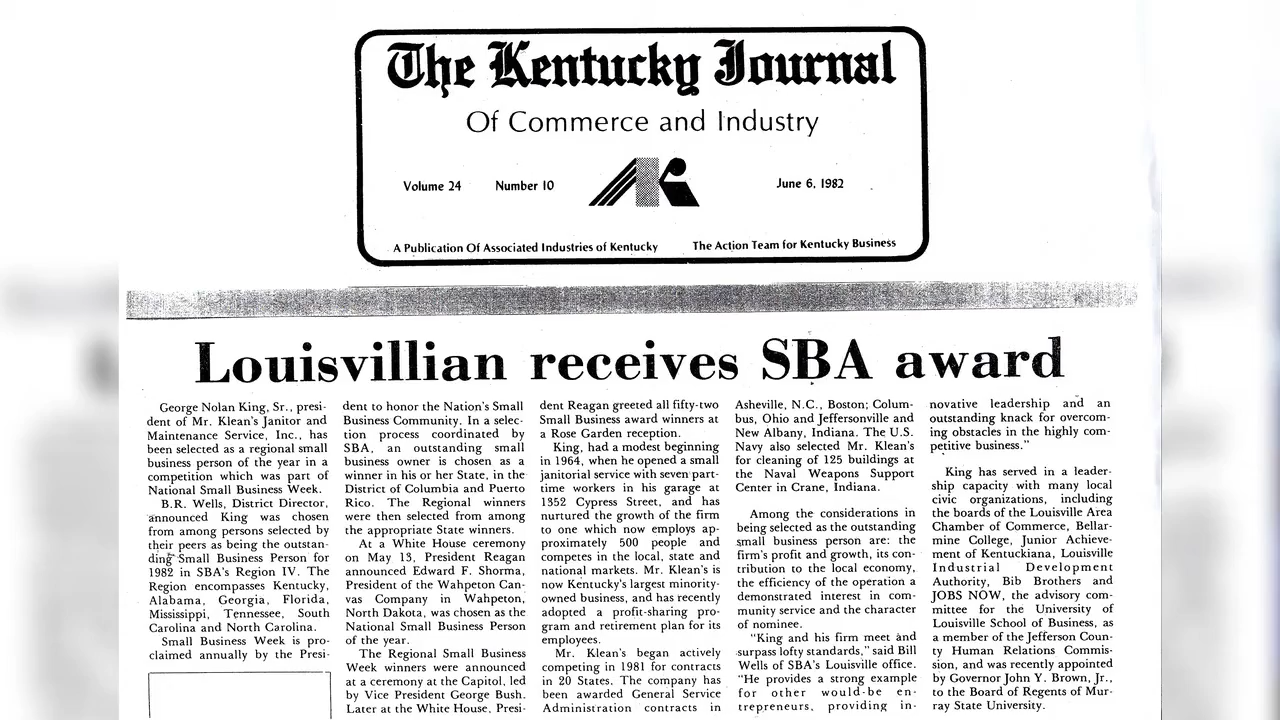 The Kentucky Journal
Of Commerce and Industry
Volume 24 Number 10 June 6, 1982
A Publication Of Associated Industries of Kentucky The Action Team for Kentucky Business
Louisvillian receives SBA award
George Nolan King, Sr., presi-
dent of Mr. Klean's Janitor and
Maintenance Service, Inc., has
been selected as a regional small
business person of the year in a
competition which was part of
National Small Business Week.
B.R. Wells, District Director,
announced King was chosen
from among persons selected by
their peers as being the outstan-
ding Small Business Person for
1982 in SBA's Region IV. The
Region encompasses Kentucky,
Alabama, Georgia, Florida,
Mississippi, Tennessee, South
Carolina and North Carolina.
Small Business Week is pro-
claimed annually by the Presi-
dent to honor the Nation's Small
Business Community. In a selec-
tion process coordinated by
SBA, an outstanding small
business owner is chosen as a
winner in his or her State, in the
District of Columbia and Puerto
Rico. The Regional winners
were then selected from among
the appropriate State winners.
At a White House ceremony
on May 13, President Reagan
announced Edward F. Shorma,
President of the Wahpeton Can-
vas Company in Wahpeton,
North Dakota, was chosen as the
National Small Business Person
of the year.
The Regional Small Business
Week winners were announced
at a ceremony at the Capitol, led
by Vice President George Bush.
Later at the White House, Presi-
dent Reagan greeted all fifty-two
Small Business award winners at
a Rose Garden reception.
King, had a modest beginning
in 1964, when he opened a small
janitorial service with seven part-
time workers in his garage at
1352 Cypress Street, and has
nurtured the growth of the firm
to one which now employs ap-
proximately 500 people and
competes in the local, state and
national markets. Mr. Klean's is
now Kentucky's largest minority-
owned business, and has recently
adopted a profit-sharing pro-
gram and retirement plan for its
employees.
Mr. Klean's began actively
competing in 1981 for contracts
in 20 States. The company has
been awarded General Service
Administration contracts in
Asheville, N.C., Boston; Colum-
bus, Ohio and Jeffersonville and
New Albany, Indiana. The U.S.
Navy also selected Mr. Klean's
for cleaning of 125 buildings at
the Naval Weapons Support
Center in Crane, Indiana.
Among the considerations in
being selected as the outstanding
small business person are: the
firm's profit and growth, its con-
tribution to the local economy,
the efficiency of the operation a
demonstrated interest in com-
munity service and the character
of nominee.
"King and his firm meet and
surpass lofty standards," said Bill
Wells of SBA's Louisville office.
"He provides a strong example
for other would-be en-
trepreneurs, providing in-
novative leadership and an
outstanding knack for overcom-
ing obstacles in the highly com-
petitive business."
King has served in a leader-
ship capacity with many local
civic organizations, including
the boards of the Louisville Area
Chamber of Commerce, Bellar-
mine College, Junior Achieve-
ment of Kentuckiana, Louisville
Industrial Development
Authority, Bib Brothers and
JOBS NOW, the advisory com-
mittee for the University of
Louisville School of Business, as
a member of the Jefferson Coun-
ty Human Relations Commis-
sion, and was recently appointed
by Governor John Y. Brown, Jr.,
to the Board of Regents of Mur-
ray State University.